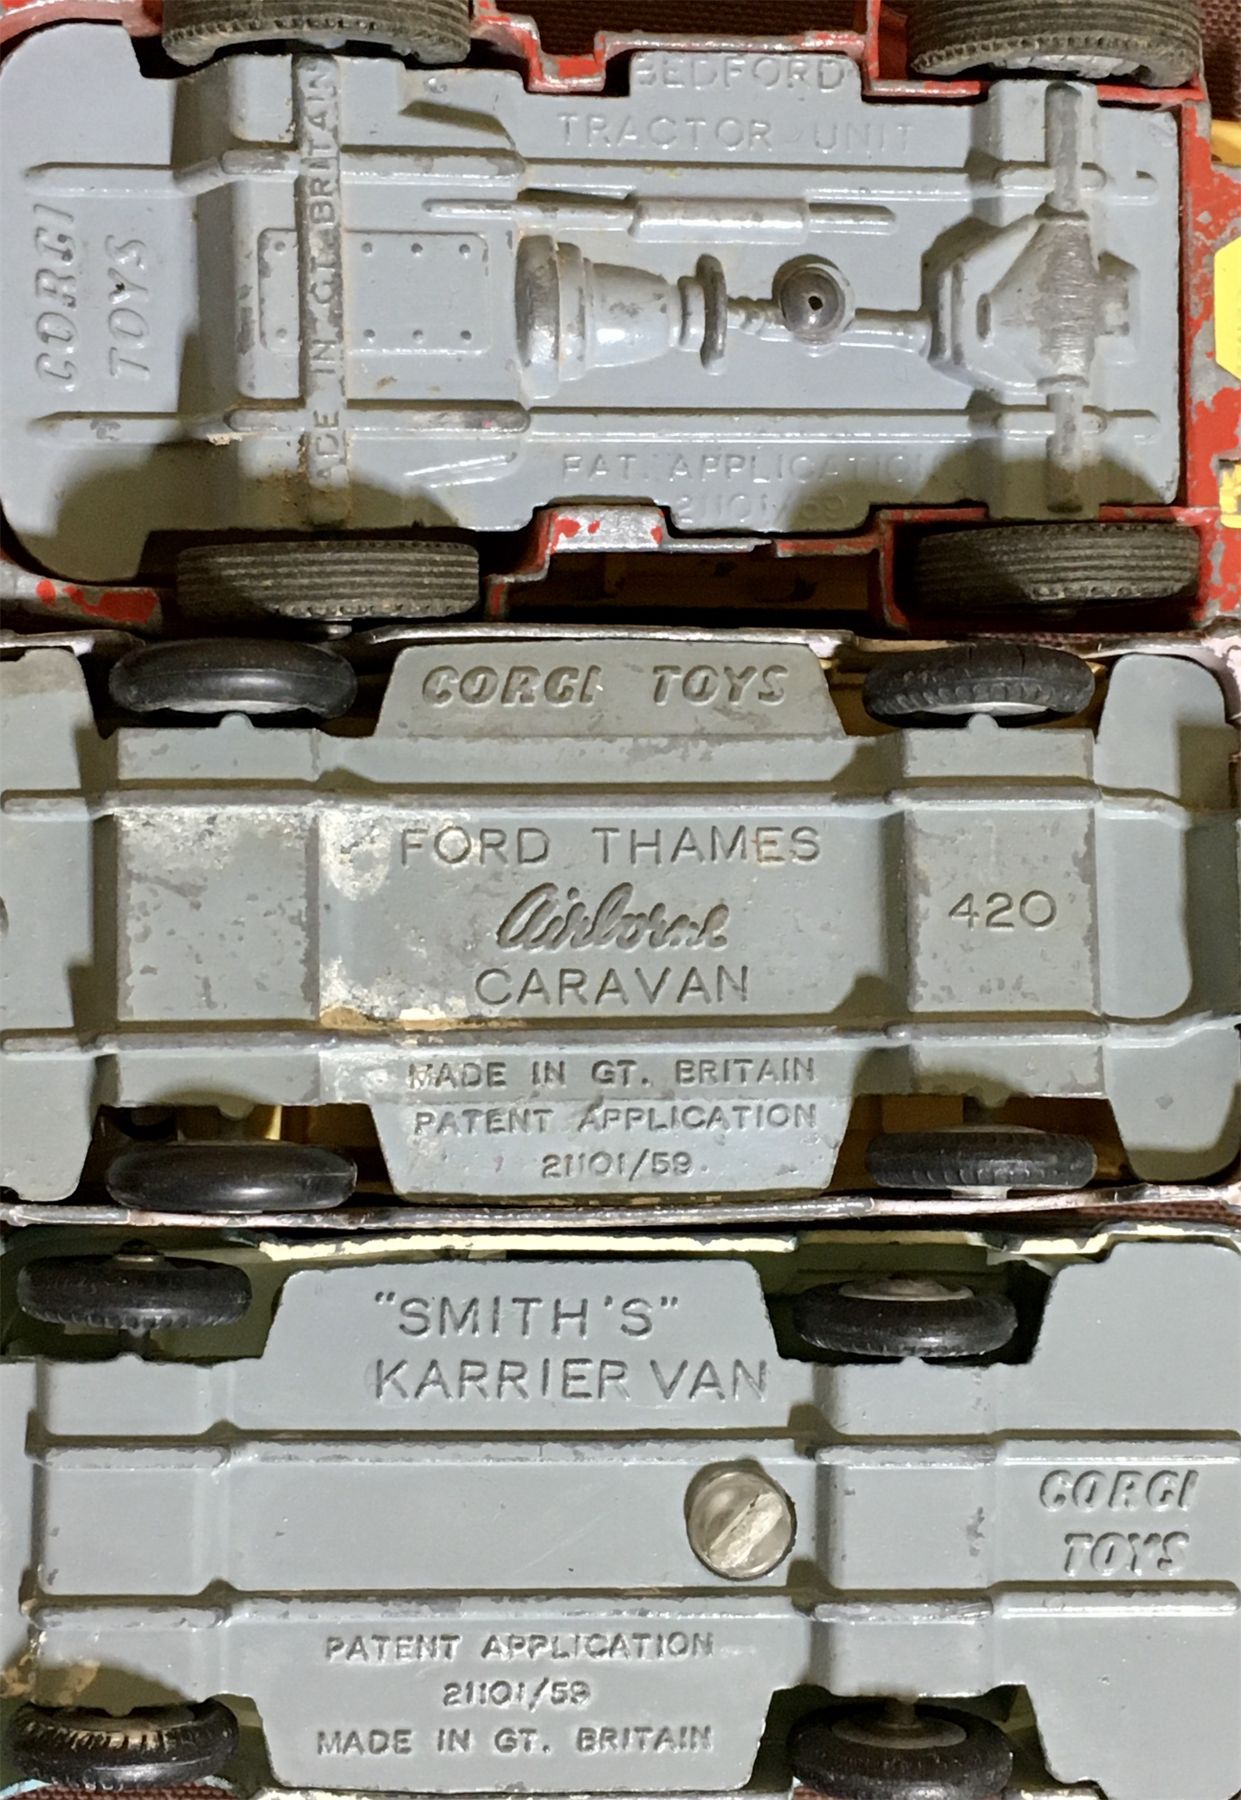 BEDFORD
TRACTOR UNIT
MADE IN GT. BRITAIN
CORGI
TOYS
PAT. APPLICATION
21101/59
CORGI TOYS
FORD THAMES
Airborne
CARAVAN
420
MADE IN GT. BRITAIN
PATENT APPLICATION
21101/59.
"SMITH'S"
KARRIER VAN
CORGI
TOYS
PATENT APPLICATION
21101/59
MADE IN GT. BRITAIN